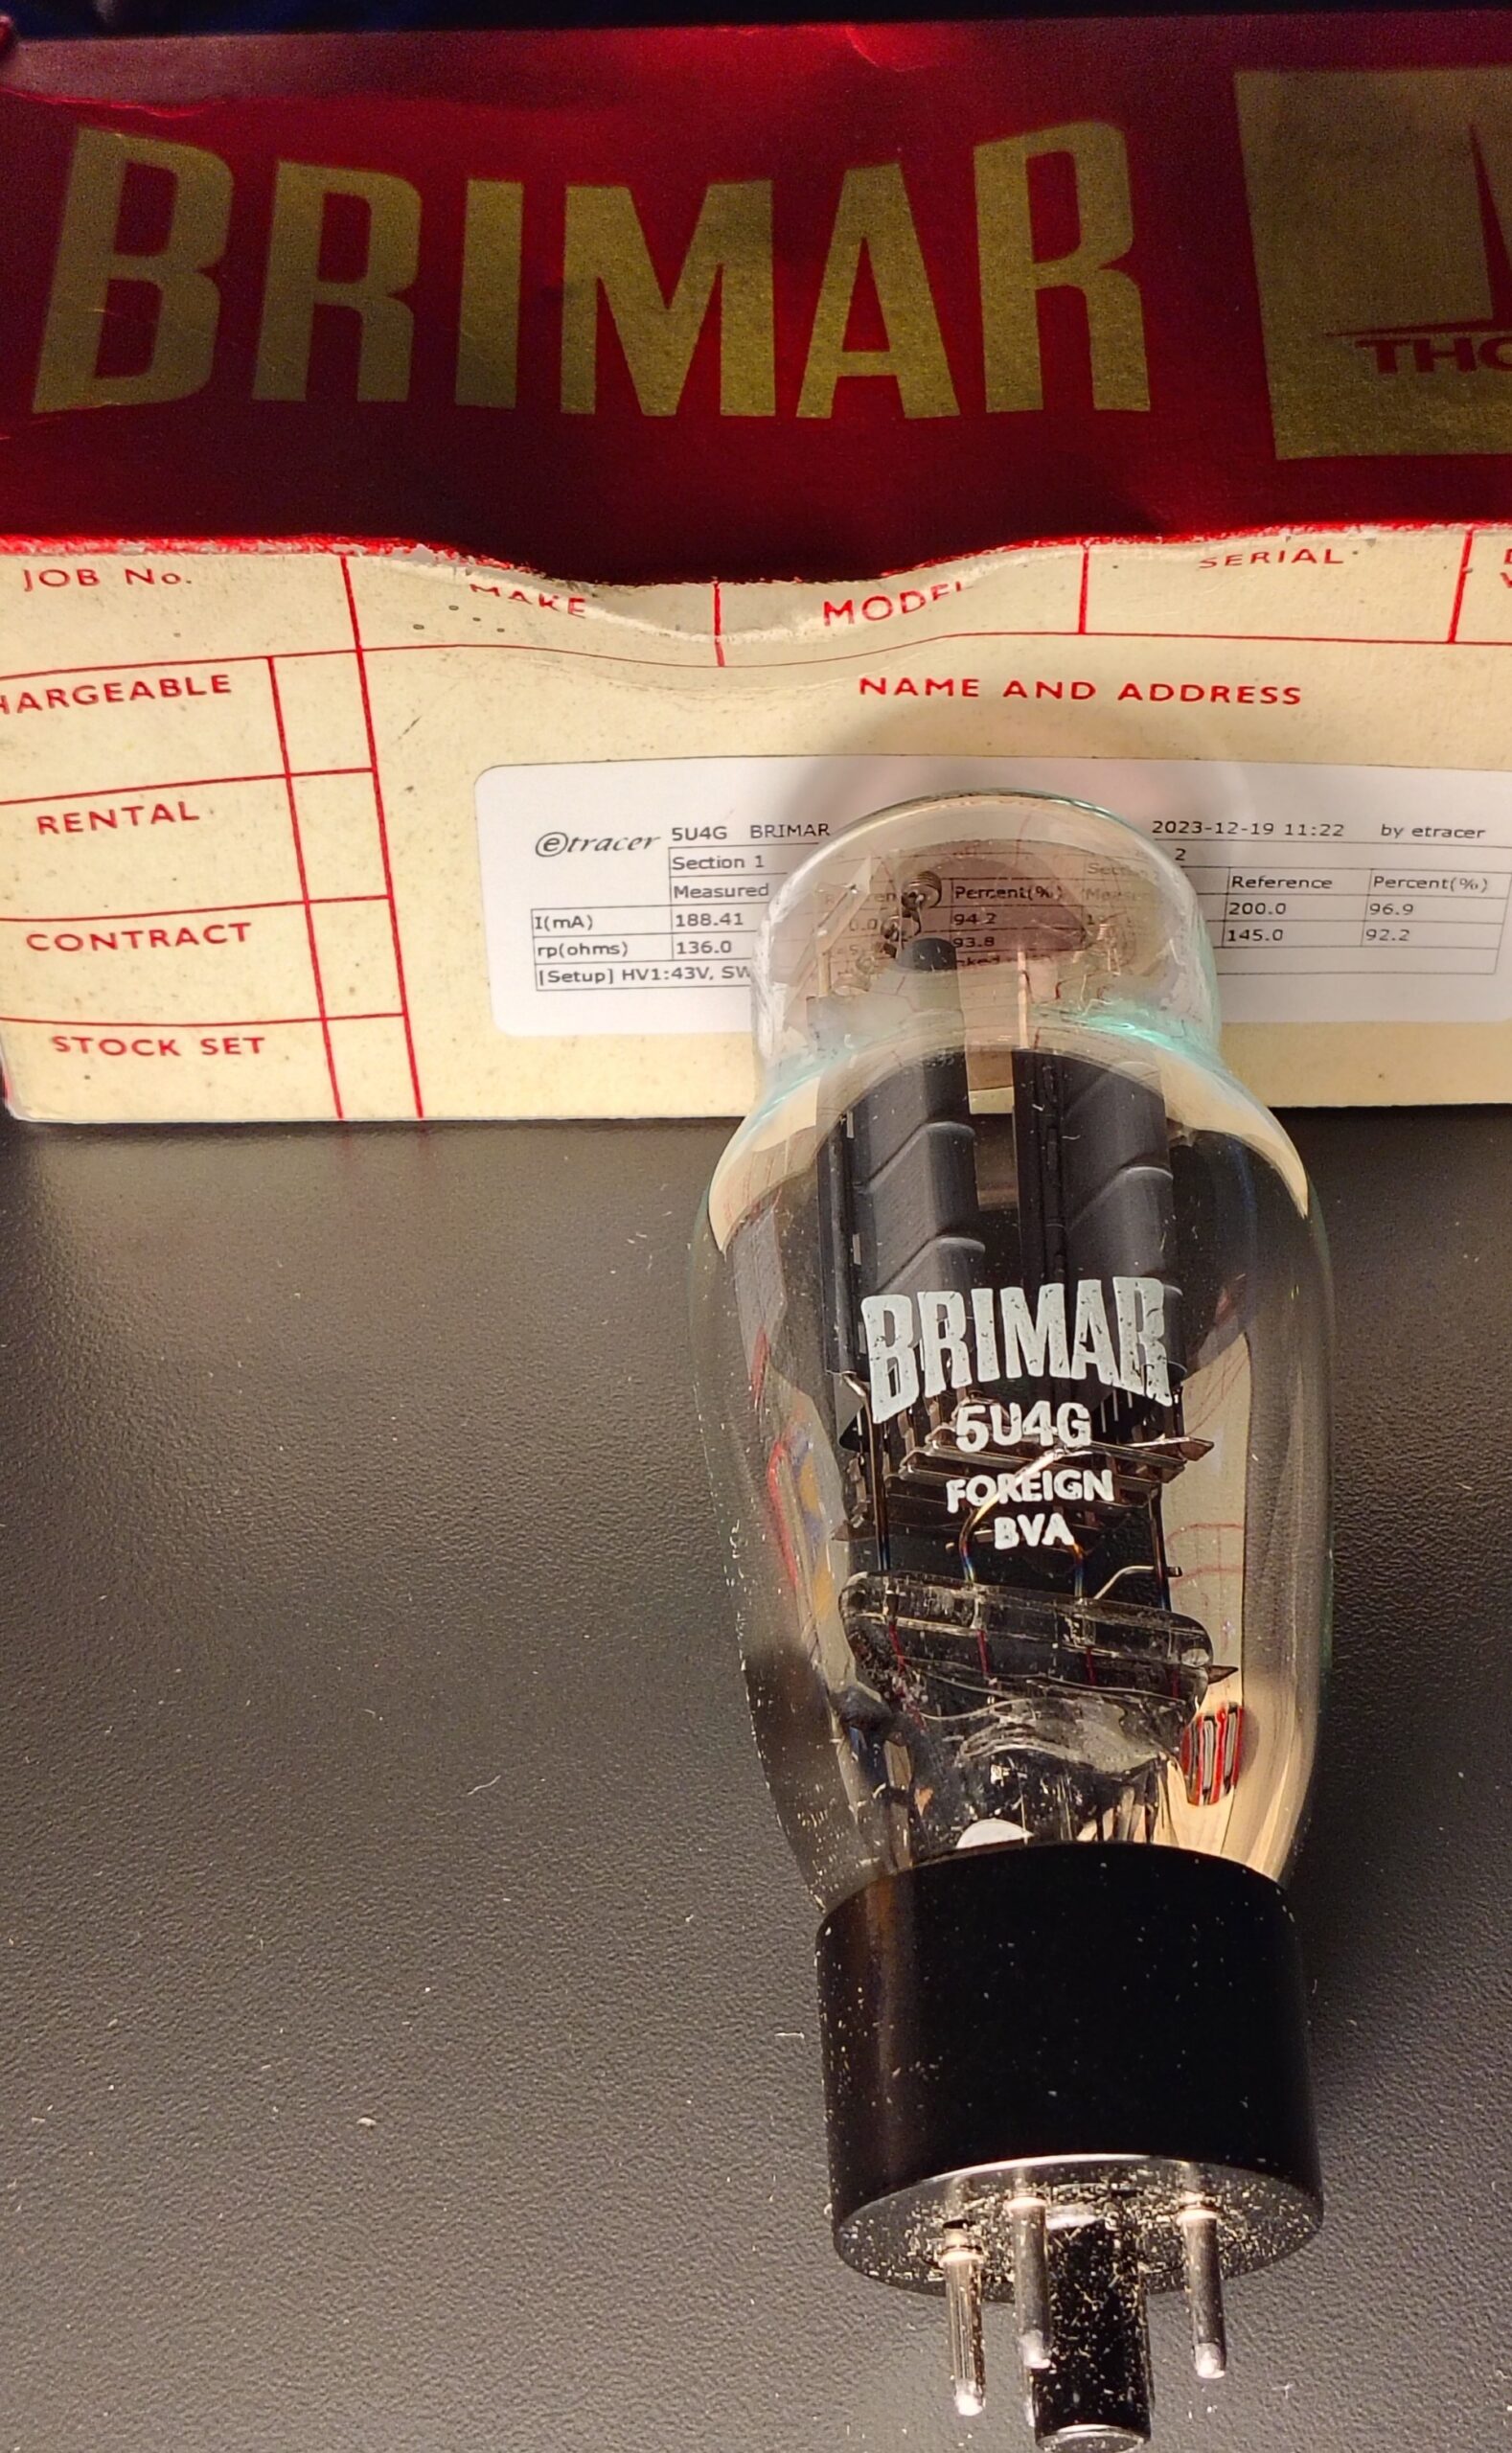 BRIMAR
THO
JOB No.
MAKE
MODEL
SERIAL
HARGEABLE
NAME AND ADDRESS
RENTAL
CONTRACT
STOCK SET
etracer 5U4G BRIMAR 2023-12-19 11:22 by etracer
Section 1 2
Measured Percent(%) Reference Percent(%)
I(mA) 188.41 94.2 200.0 96.9
rp(ohms) 136.0 93.8 145.0 92.2
[Setup] HV1:43V, SW
BRIMAR
5U4G
FOREIGN
BVA